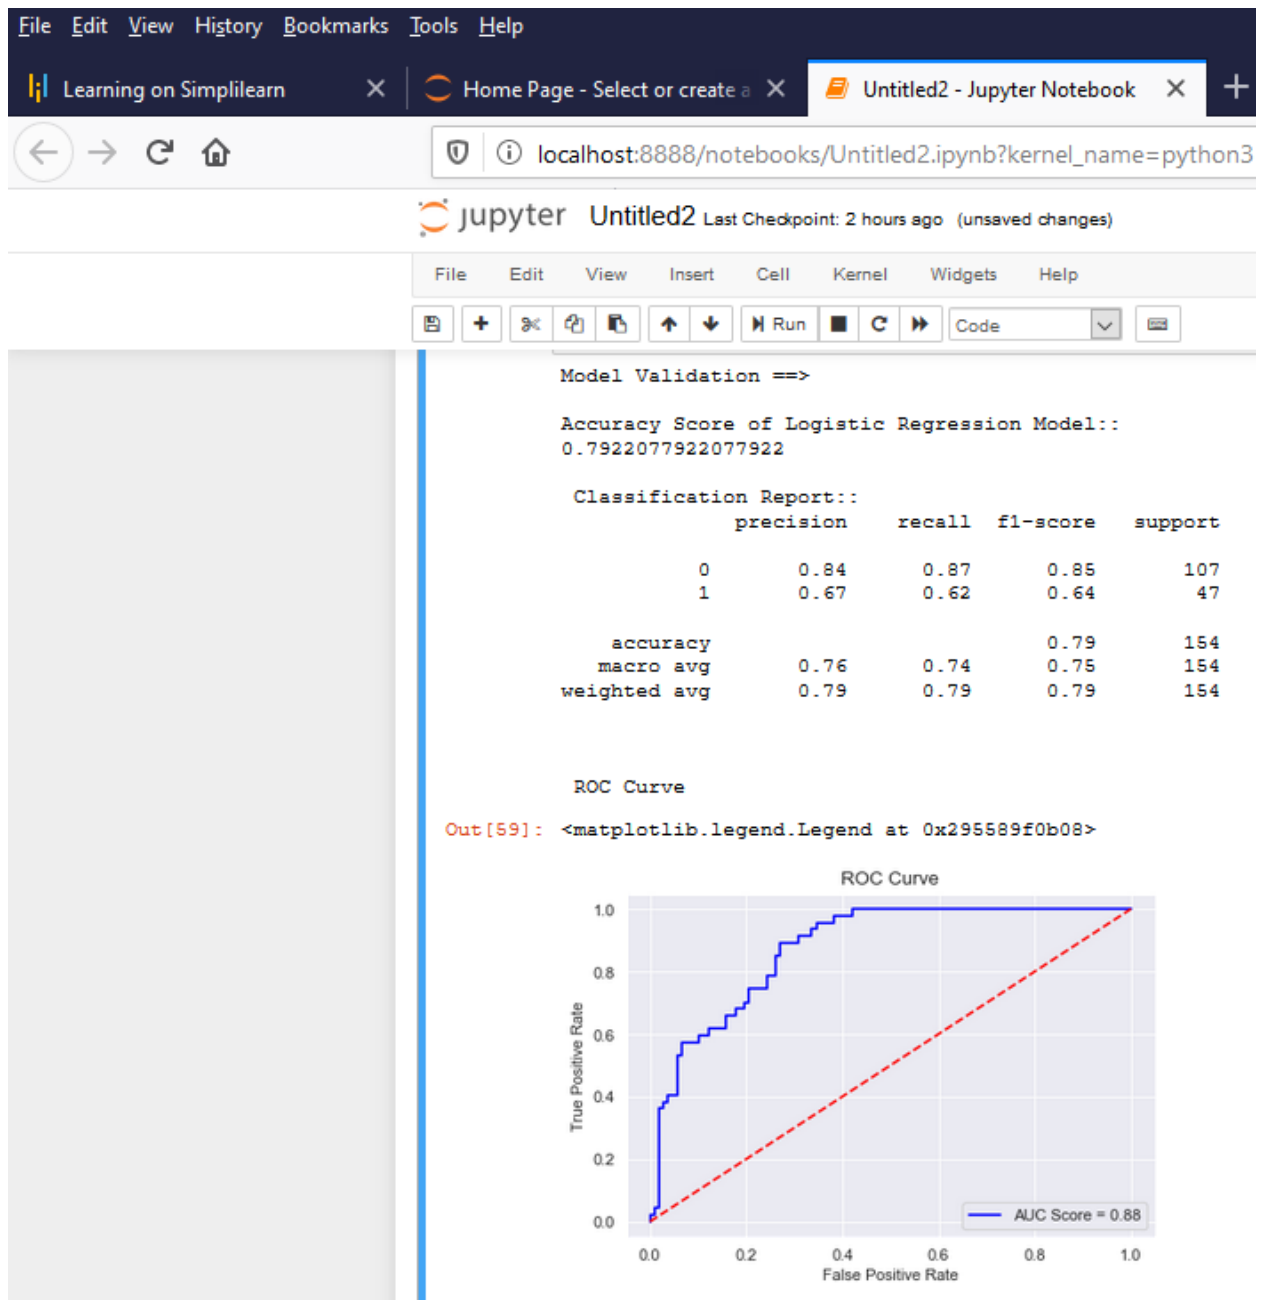 File Edit View History Bookmarks Tools Help
Learning on Simplilearn
Home Page - Select or create a
Untitled2 - Jupyter Notebook
localhost:8888/notebooks/Untitled2.ipynb?kernel_name=python3
Jupyter Untitled2 Last Checkpoint: 2 hours ago (unsaved changes)
File Edit View Insert Cell Kernel Widgets Help
Run Code
Model Validation ==>
Accuracy Score of Logistic Regression Model::
0.7922077922077922
Classification Report::
precision recall f1-score support
0 0.84 0.87 0.85 107
1 0.67 0.62 0.64 47
accuracy 0.79 154
macro avg 0.76 0.74 0.75 154
weighted avg 0.79 0.79 0.79 154
ROC Curve
Out[59]: <matplotlib.legend.Legend at 0x295589f0b08>
ROC Curve
1.0
0.8
0.6
0.4
0.2
0.0
True Positive Rate
AUC Score = 0.88
0.0 0.2 0.4 0.6 0.8 1.0
False Positive Rate